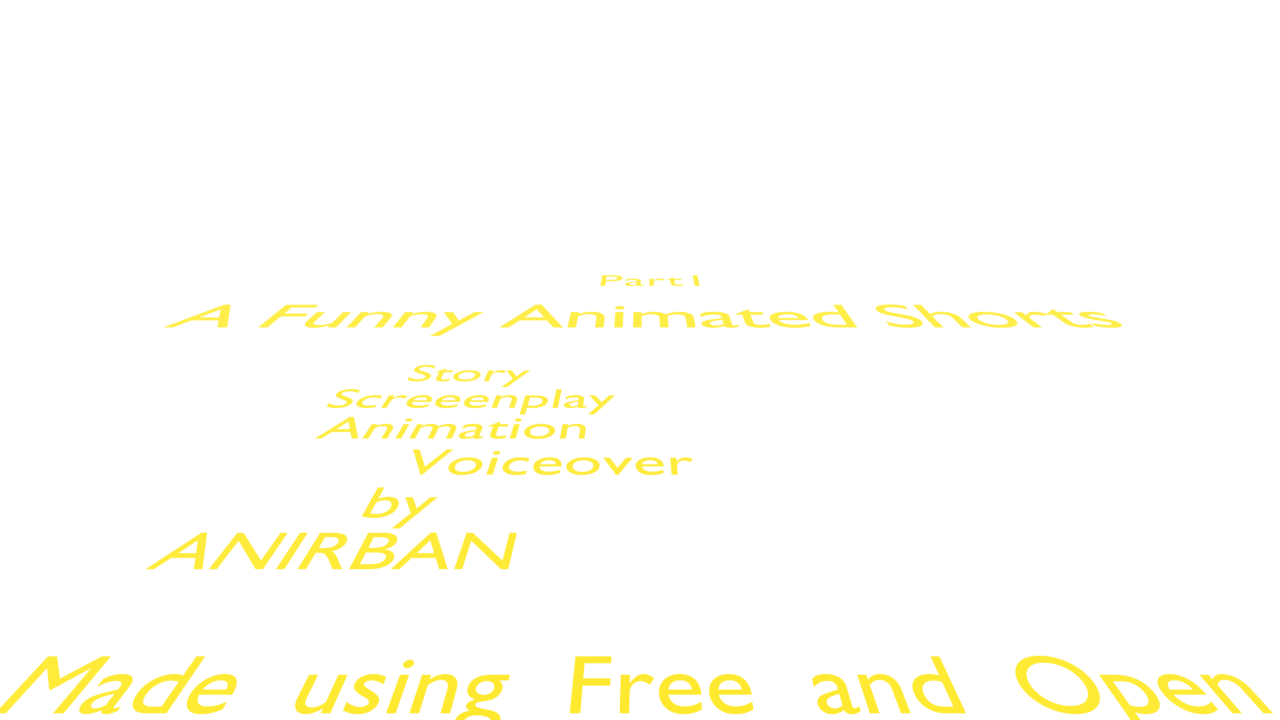 Part I
A Funny Animated Shorts
Story
Screeenplay
Animation
Voiceover
by
ANIRBAN
Made using Free and Open